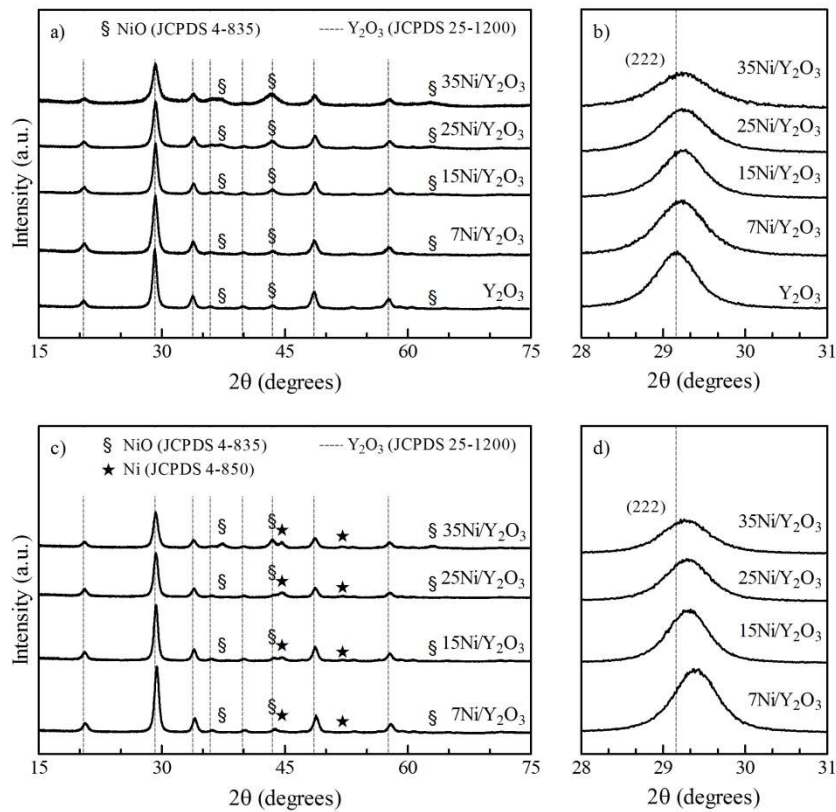 a) § NiO (JCPDS 4-835) Y₂O₃ (JCPDS 25-1200)
§ § § 35Ni/Y₂O₃
§ § § 25Ni/Y₂O₃
§ § § 15Ni/Y₂O₃
§ § § 7Ni/Y₂O₃
§ § § Y₂O₃
Intensity (a.u.)
15 30 45 60 75
2θ (degrees)
b)
(222) 35Ni/Y₂O₃
25Ni/Y₂O₃
15Ni/Y₂O₃
7Ni/Y₂O₃
Y₂O₃
28 29 30 31
2θ (degrees)
c) § NiO (JCPDS 4-835) Y₂O₃ (JCPDS 25-1200)
★ Ni (JCPDS 4-850)
§ § ★ ★ § 35Ni/Y₂O₃
§ § ★ ★ § 25Ni/Y₂O₃
§ § ★ ★ § 15Ni/Y₂O₃
§ § ★ ★ § 7Ni/Y₂O₃
Intensity (a.u.)
15 30 45 60 75
2θ (degrees)
d)
(222) 35Ni/Y₂O₃
25Ni/Y₂O₃
15Ni/Y₂O₃
7Ni/Y₂O₃
28 29 30 31
2θ (degrees)